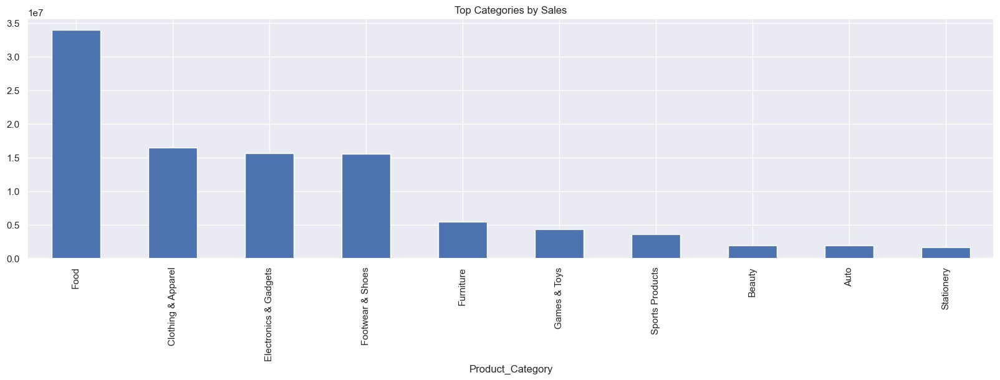 Top Categories by Sales
1e7
3.5
3.0
2.5
2.0
1.5
1.0
0.5
0.0
Food
Clothing & Apparel
Electronics & Gadgets
Footwear & Shoes
Furniture
Games & Toys
Sports Products
Beauty
Auto
Stationery
Product_Category